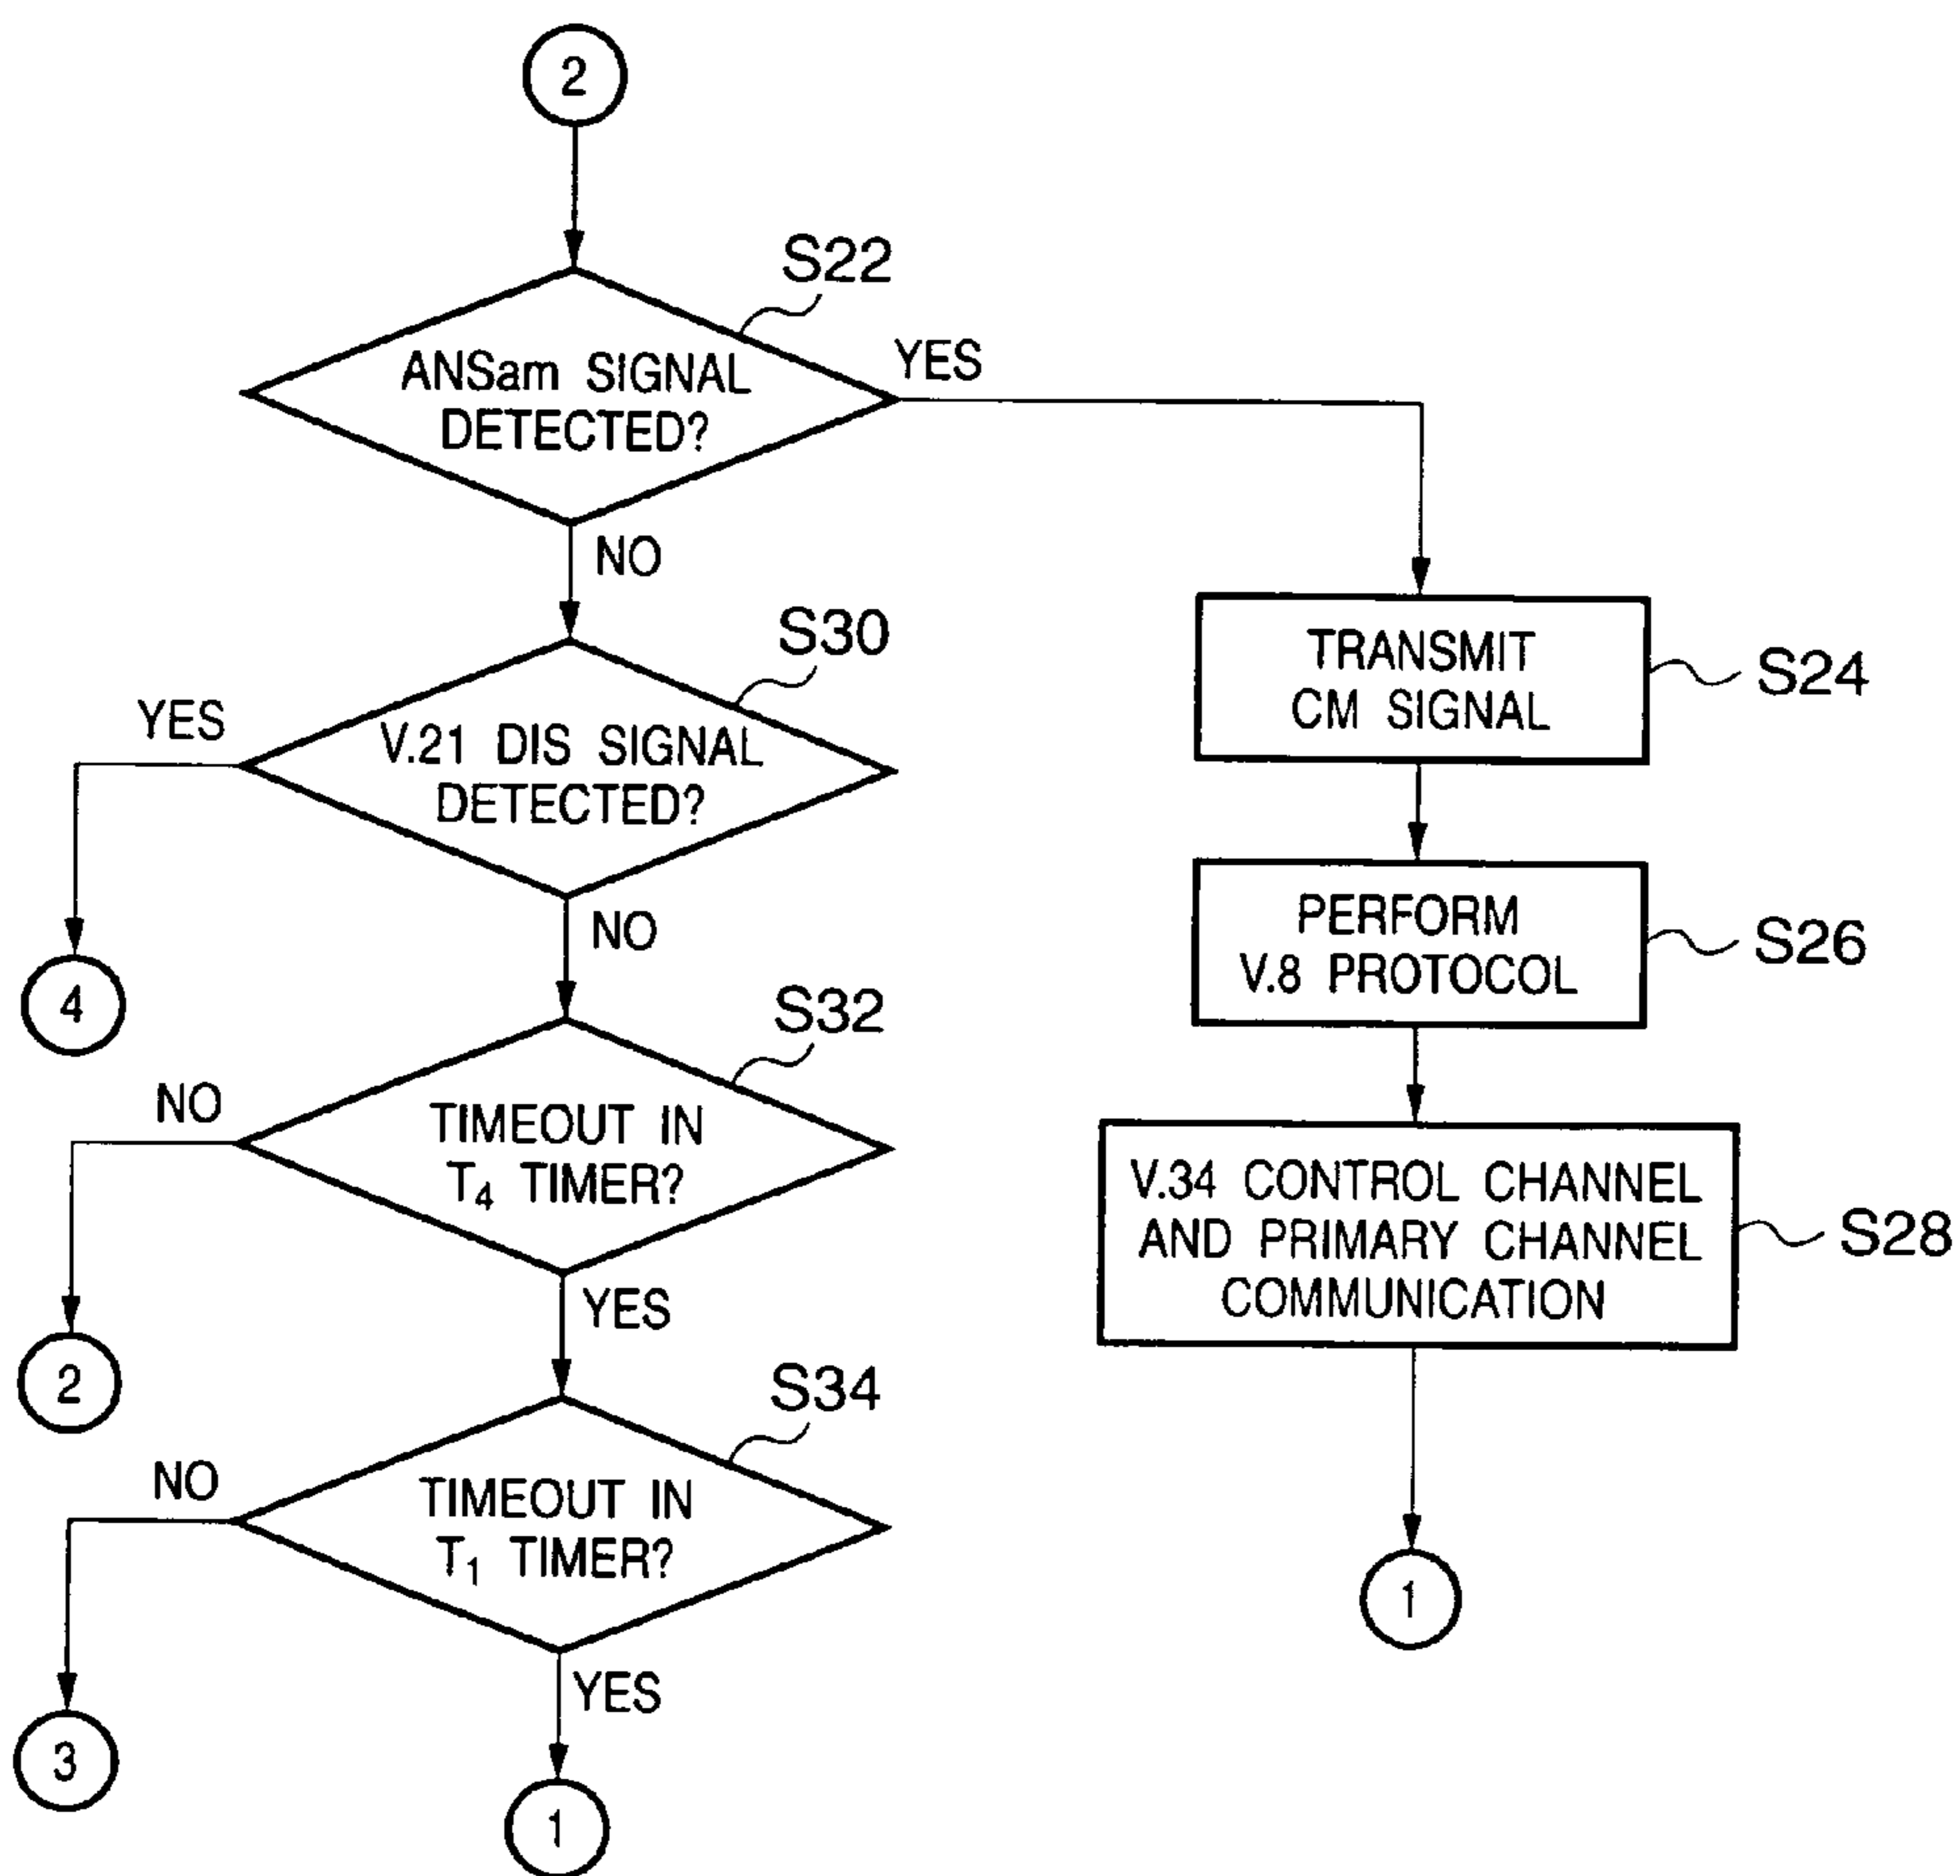 2
S22
ANSam SIGNAL
DETECTED?
YES
NO
S30
YES
V.21 DIS SIGNAL
DETECTED?
NO
4
S32
NO
TIMEOUT IN
T4 TIMER?
YES
2
S34
NO
TIMEOUT IN
T1 TIMER?
YES
3
1
TRANSMIT
CM SIGNAL
S24
PERFORM
V.8 PROTOCOL
S26
V.34 CONTROL CHANNEL
AND PRIMARY CHANNEL
COMMUNICATION
S28
1